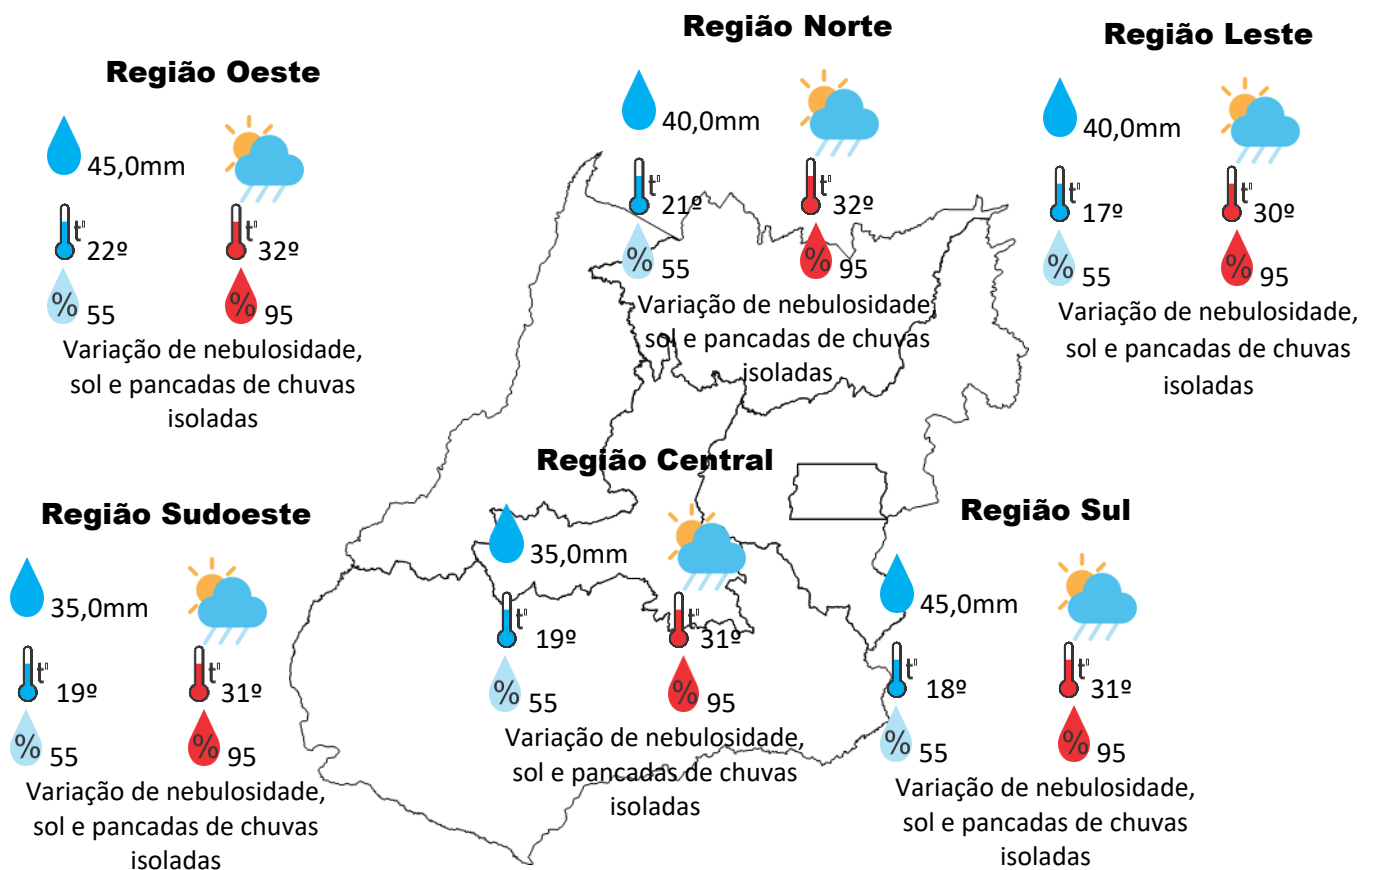 Região Norte
40,0mm
t°
21º
t°
32º
%
55
%
95
Variação de nebulosidade,
sol e pancadas de chuvas
isoladas
Região Leste
40,0mm
t°
17º
t°
30º
%
55
%
95
Variação de nebulosidade,
sol e pancadas de chuvas
isoladas
Região Oeste
45,0mm
t°
22º
t°
32º
%
55
%
95
Variação de nebulosidade,
sol e pancadas de chuvas
isoladas
Região Central
35,0mm
t°
19º
t°
31º
%
55
%
95
Variação de nebulosidade,
sol e pancadas de chuvas
isoladas
Região Sudoeste
35,0mm
t°
19º
t°
31º
%
55
%
95
Variação de nebulosidade,
sol e pancadas de chuvas
isoladas
Região Sul
45,0mm
t°
18º
t°
31º
%
55
%
95
Variação de nebulosidade,
sol e pancadas de chuvas
isoladas